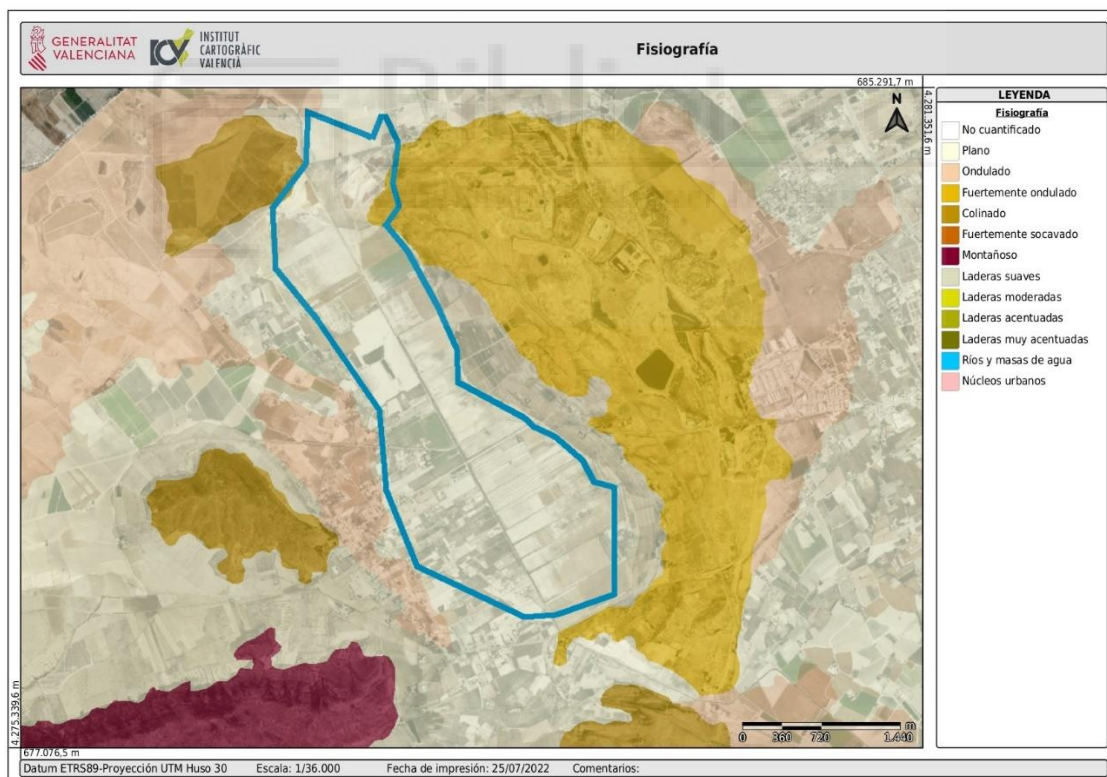 GENERALITAT
VALENCIANA
INSTITUT
CARTOGRÀFIC
VALENCIÀ
Fisiografía
685.291,7 m
4.281.351,6 m
N
LEYENDA
Fisiografía
No cuantificado
Plano
Ondulado
Fuertemente ondulado
Colinado
Fuertemente socavado
Montañoso
Laderas suaves
Laderas moderadas
Laderas acentuadas
Laderas muy acentuadas
Ríos y masas de agua
Núcleos urbanos
4.275.339,6 m
m
0 360 720 1.440
677.076,5 m
Datum ETRS89-Proyección UTM Huso 30 Escala: 1/36.000 Fecha de impresión: 25/07/2022 Comentarios: